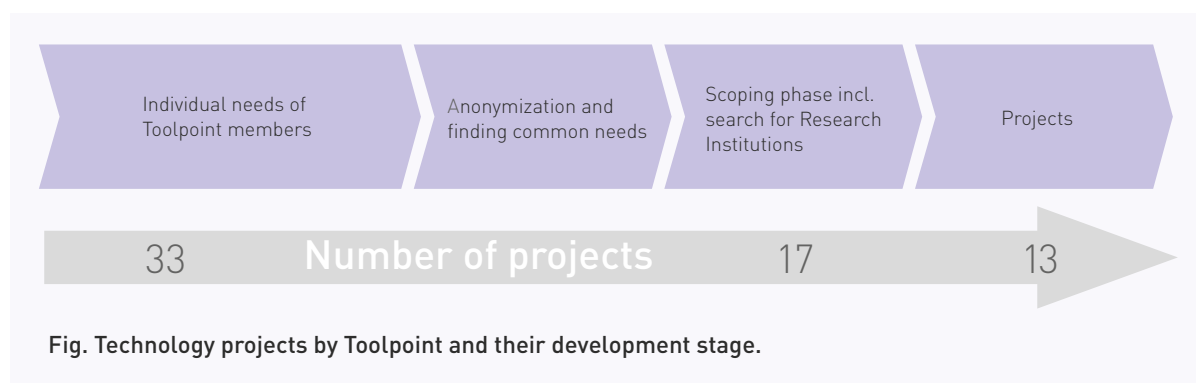 Individual needs of
Toolpoint members
Anonymization and
finding common needs
Scoping phase incl.
search for Research
Institutions
Projects
33 Number of projects 17 13
Fig. Technology projects by Toolpoint and their development stage.